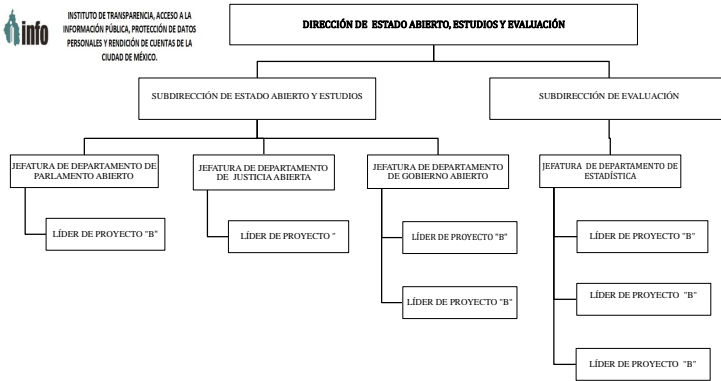 info
INSTITUTO DE TRANSPARENCIA, ACCESO A LA
INFORMACIÓN PÚBLICA, PROTECCIÓN DE DATOS
PERSONALES Y RENDICIÓN DE CUENTAS DE LA
CIUDAD DE MÉXICO.
DIRECCIÓN DE ESTADO ABIERTO, ESTUDIOS Y EVALUACIÓN
SUBDIRECCIÓN DE ESTADO ABIERTO Y ESTUDIOS
SUBDIRECCIÓN DE EVALUACIÓN
JEFATURA DE DEPARTAMENTO DE
PARLAMENTO ABIERTO
JEFATURA DE DEPARTAMENTO
DE JUSTICIA ABIERTA
JEFATURA DE DEPARTAMENTO
DE GOBIERNO ABIERTO
JEFATURA DE DEPARTAMENTO DE
ESTADÍSTICA
LÍDER DE PROYECTO "B"
LÍDER DE PROYECTO "
LÍDER DE PROYECTO "B"
LÍDER DE PROYECTO "B"
LÍDER DE PROYECTO "B"
LÍDER DE PROYECTO "B"
LÍDER DE PROYECTO "B"